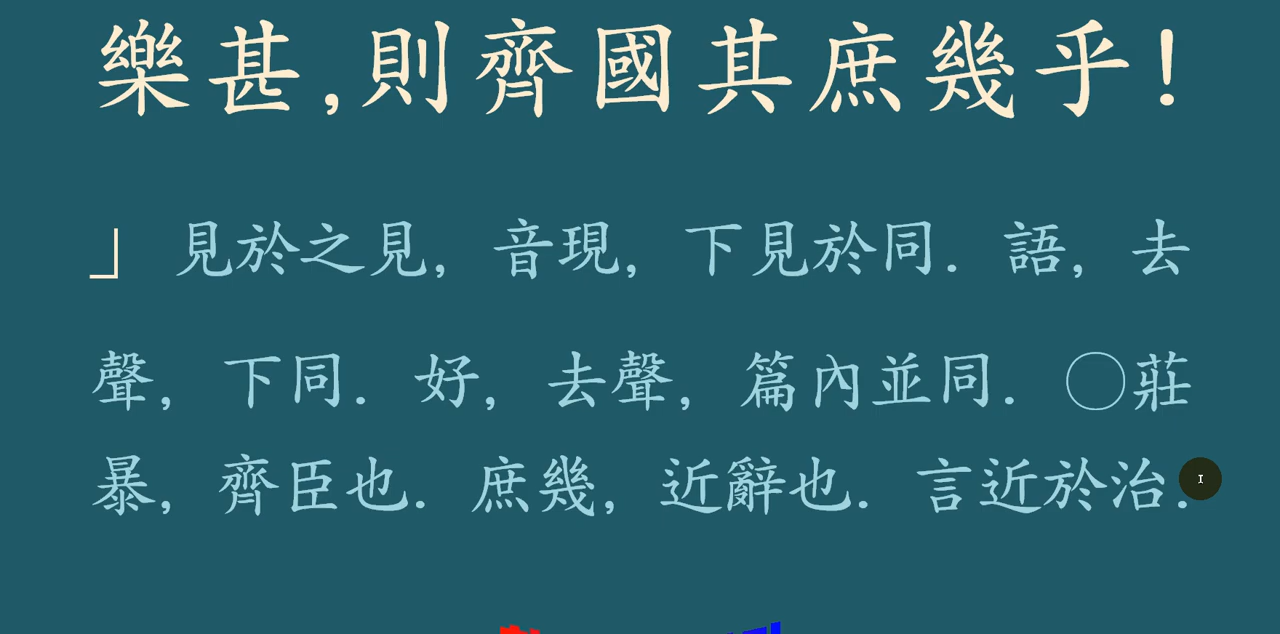 樂甚,則齊國其庶幾乎!
」 見於之見, 音現, 下見於同. 語, 去
聲, 下同. 好, 去聲, 篇內並同. ○莊
暴, 齊臣也. 庶幾, 近辭也. 言近於治.